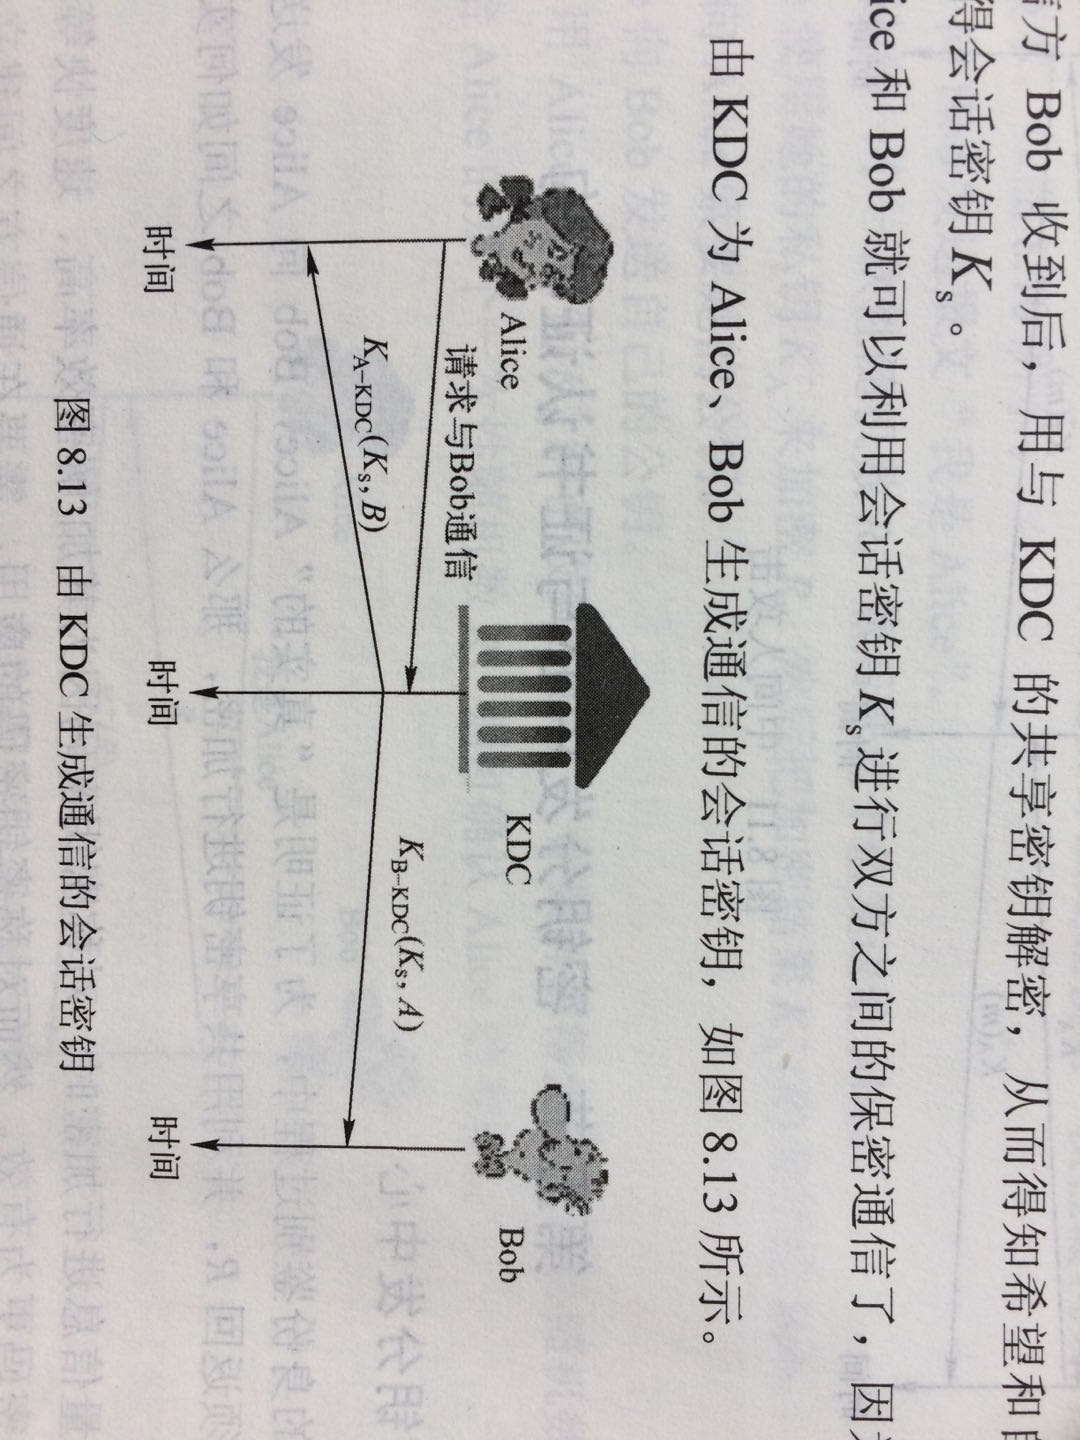 方 Bob 收到后，用与 KDC 的共享密钥解密，从而得知希望和
得会话密钥 Ks。
ice 和 Bob 就可以利用会话密钥 Ks 进行双方之间的保密通信了，因
由 KDC 为 Alice、Bob 生成通信的会话密钥，如图 8.13 所示。
Alice
KDC
Bob
请求与Bob通信
KA-KDC(Ks, B)
KB-KDC(Ks, A)
时间
时间
时间
图 8.13 由 KDC 生成通信的会话密钥